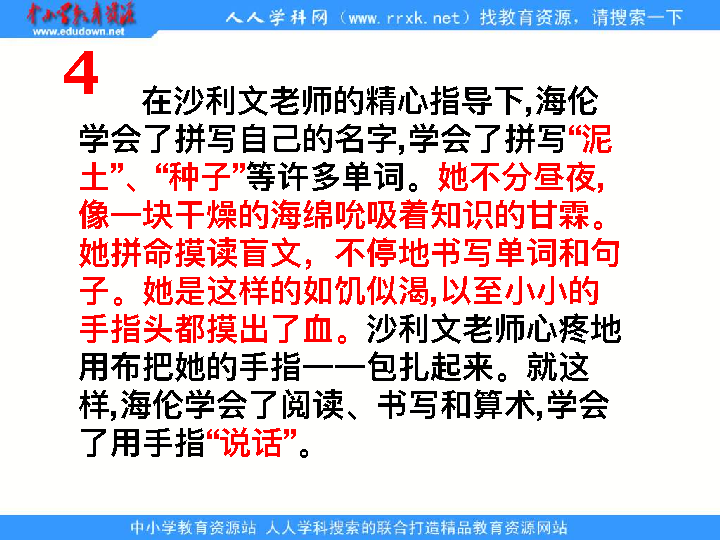 中小学教育资源
www.edudown.net
人人学科网（www.rrxk.net）找教育资源，请搜索一下
4
在沙利文老师的精心指导下,海伦
学会了拼写自己的名字,学会了拼写“泥
土”、“种子”等许多单词。她不分昼夜,
像一块干燥的海绵吮吸着知识的甘霖。
她拼命摸读盲文，不停地书写单词和句
子。她是这样的如饥似渴,以至小小的
手指头都摸出了血。沙利文老师心疼地
用布把她的手指一一包扎起来。就这
样,海伦学会了阅读、书写和算术,学会
了用手指“说话”。
中小学教育资源站 人人学科搜索的联合打造精品教育资源网站